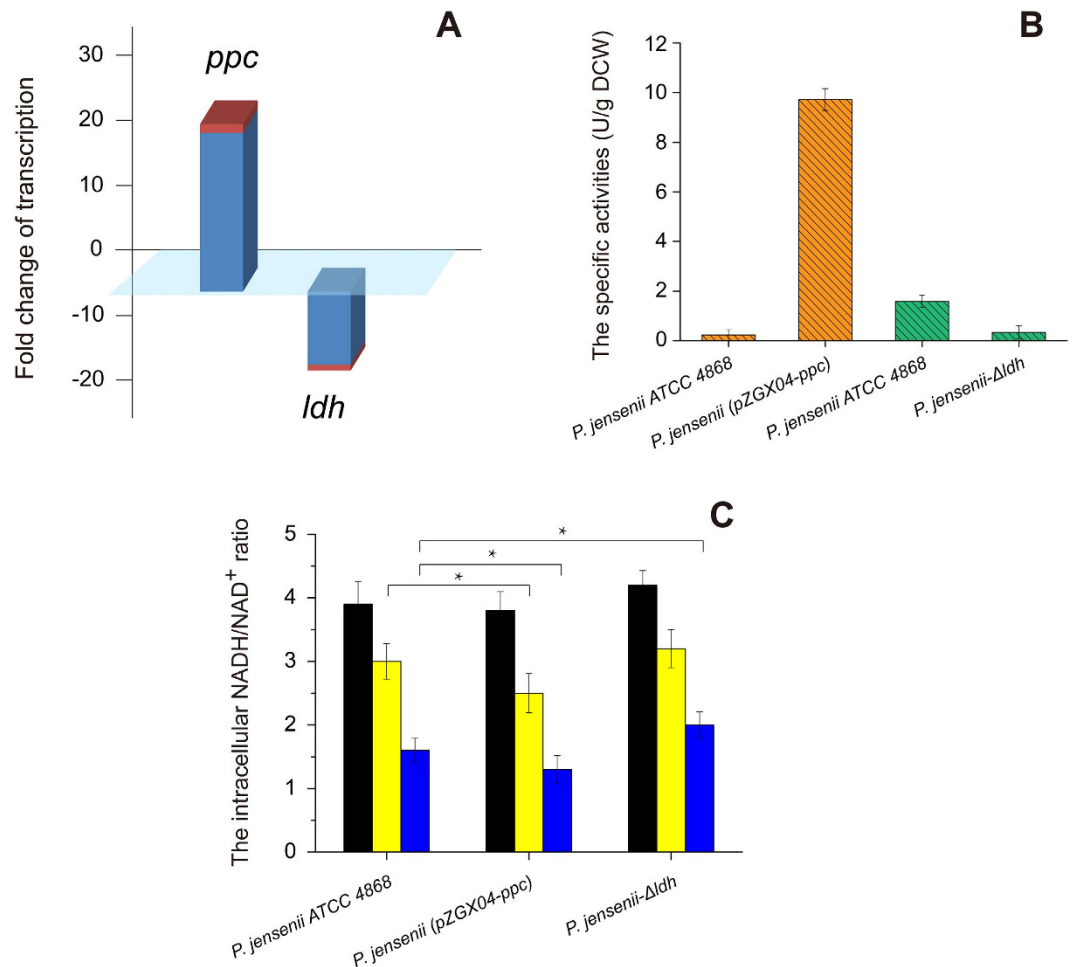 A
Fold change of transcription
30
20
10
0
-10
-20
ppc
ldh
B
The specific activities (U/g DCW)
12
10
8
6
4
2
0
P. jensenii ATCC 4868
P. jensenii (pZGX04-ppc)
P. jensenii ATCC 4868
P. jensenii-Δldh
C
The intracellular NADH/NAD⁺ ratio
5
4
3
2
1
0
*
*
*
P. jensenii ATCC 4868
P. jensenii (pZGX04-ppc)
P. jensenii-Δldh